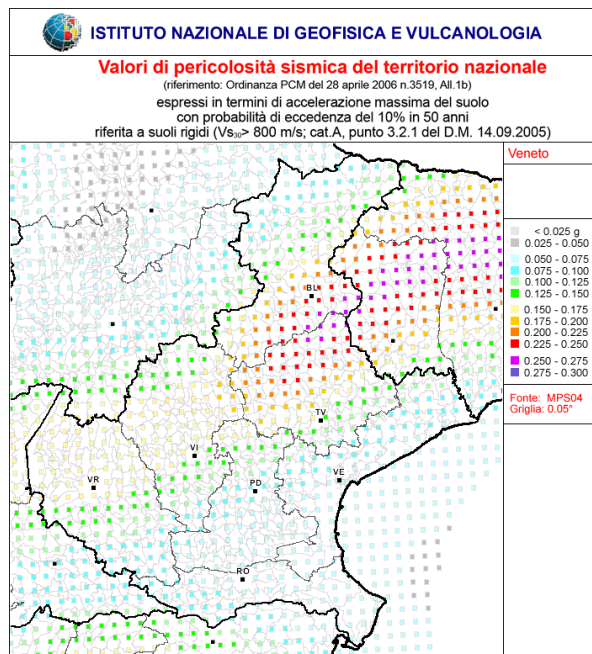 ISTITUTO NAZIONALE DI GEOFISICA E VULCANOLOGIA
Valori di pericolosità sismica del territorio nazionale
(riferimento: Ordinanza PCM del 28 aprile 2006 n.3519, All.1b)
espressi in termini di accelerazione massima del suolo
con probabilità di eccedenza del 10% in 50 anni
riferita a suoli rigidi (Vs₃₀> 800 m/s; cat.A, punto 3.2.1 del D.M. 14.09.2005)
Veneto
< 0.025 g
0.025 - 0.050
0.050 - 0.075
0.075 - 0.100
0.100 - 0.125
0.125 - 0.150
0.150 - 0.175
0.175 - 0.200
0.200 - 0.225
0.225 - 0.250
0.250 - 0.275
0.275 - 0.300
Fonte: MPS04
Griglia: 0.05°
BL
TV
VI
VE
VR
PD
RO